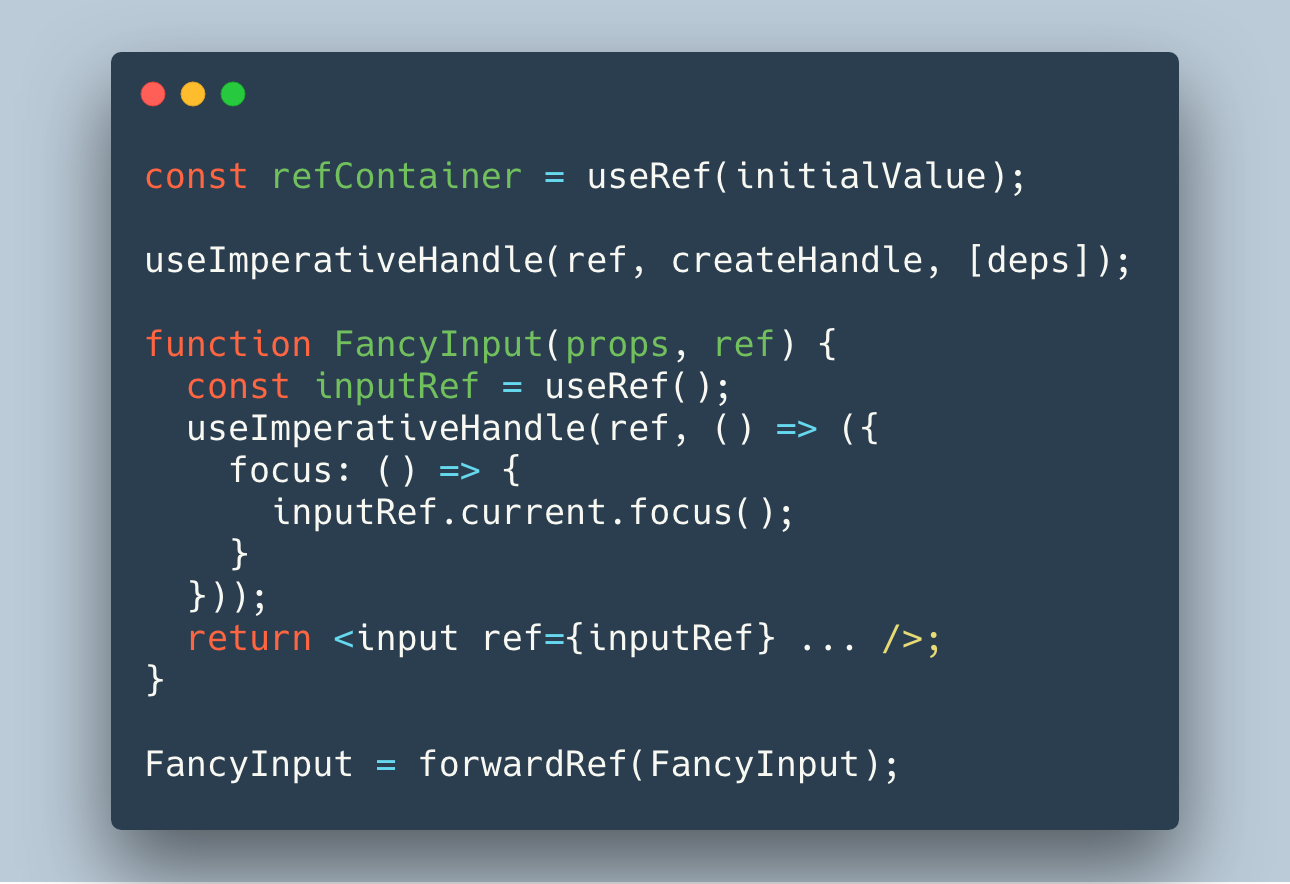 const refContainer = useRef(initialValue);
useImperativeHandle(ref, createHandle, [deps]);
function FancyInput(props, ref) {
  const inputRef = useRef();
  useImperativeHandle(ref, () => ({
    focus: () => {
      inputRef.current.focus();
    }
  }));
  return <input ref={inputRef} ... />;
}
FancyInput = forwardRef(FancyInput);